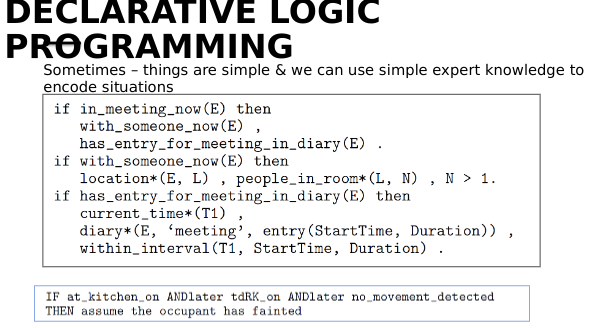 DECLARATIVE LOGIC
PROGRAMMING
Sometimes – things are simple & we can use simple expert knowledge to
encode situations
if in_meeting_now(E) then
with_someone_now(E) ,
has_entry_for_meeting_in_diary(E) .
if with_someone_now(E) then
location*(E, L) , people_in_room*(L, N) , N > 1.
if has_entry_for_meeting_in_diary(E) then
current_time*(T1) ,
diary*(E, ‘meeting’, entry(StartTime, Duration)) ,
within_interval(T1, StartTime, Duration) .
IF at_kitchen_on ANDlater tdRK_on ANDlater no_movement_detected
THEN assume the occupant has fainted